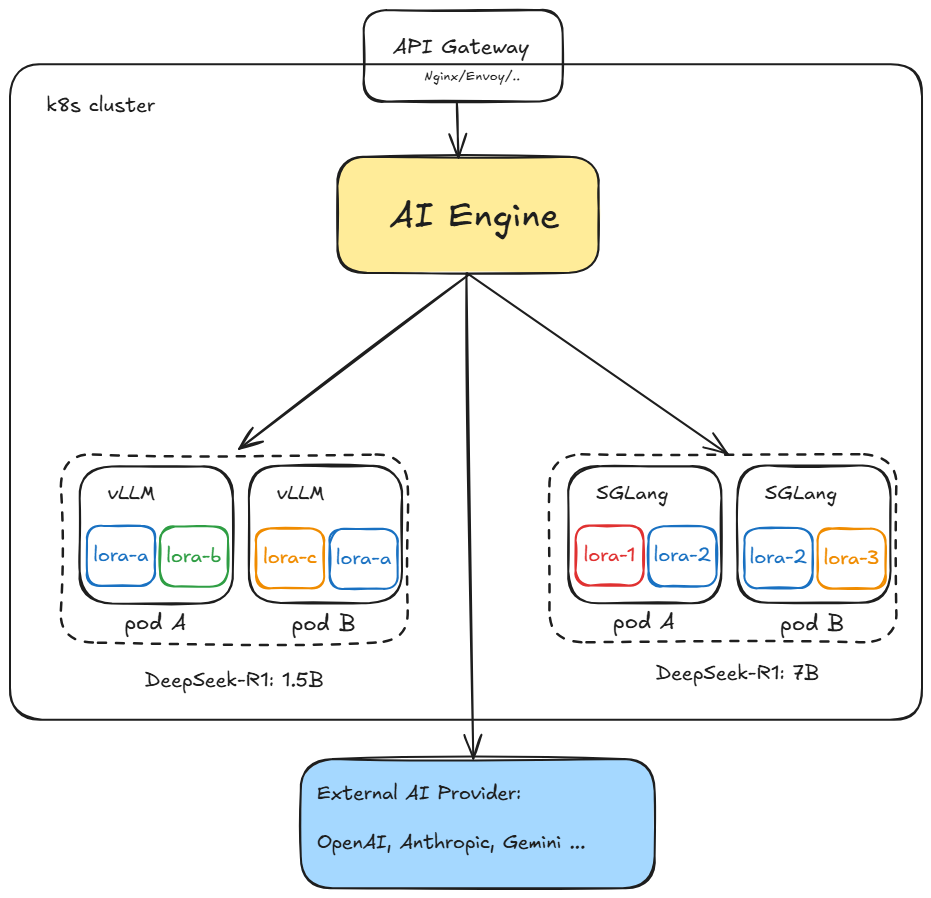 API Gateway
Nginx/Envoy/..
k8s cluster
AI Engine
vLLM
lora-a
lora-b
pod A
vLLM
lora-c
lora-a
pod B
DeepSeek-R1: 1.5B
SGLang
lora-1
lora-2
pod A
SGLang
lora-2
lora-3
pod B
DeepSeek-R1: 7B
External AI Provider:
OpenAI, Anthropic, Gemini ...